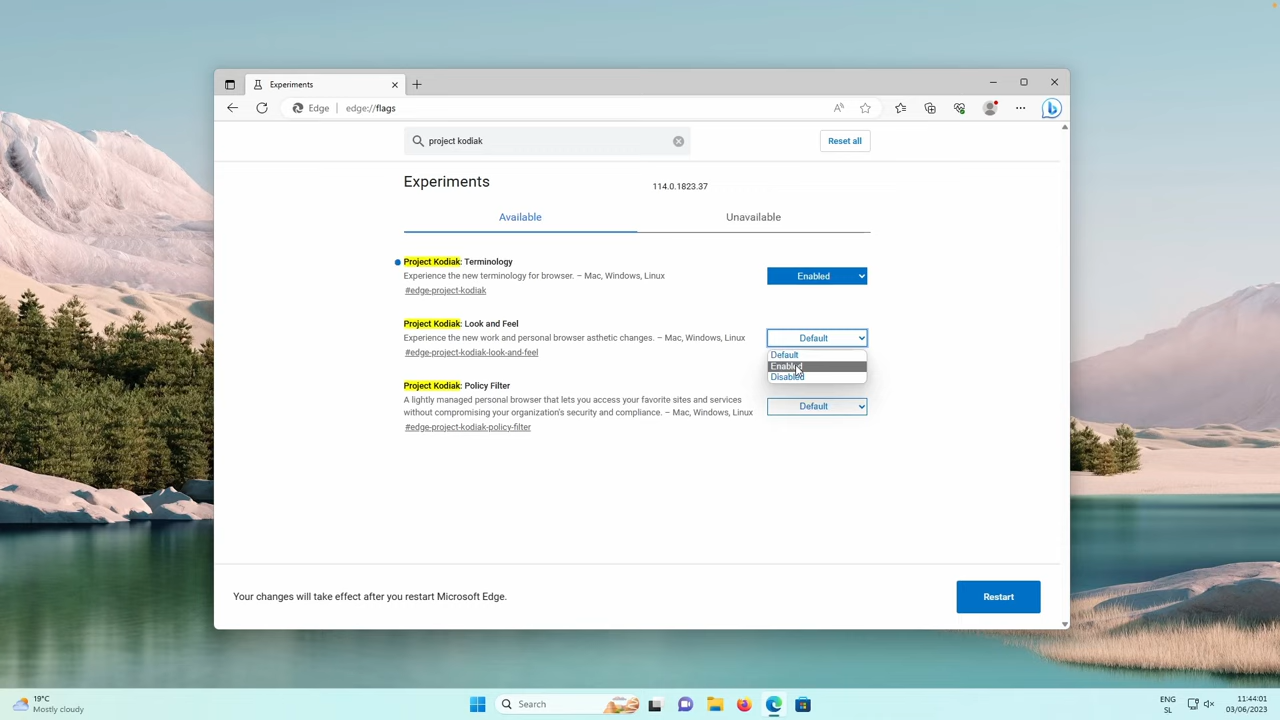 Experiments
Edge
edge://flags
project kodiak
Reset all
Experiments
114.0.1823.37
Available
Unavailable
Project Kodiak: Terminology
Experience the new terminology for browser. – Mac, Windows, Linux
#edge-project-kodiak
Enabled
Project Kodiak: Look and Feel
Experience the new work and personal browser asthetic changes. – Mac, Windows, Linux
#edge-project-kodiak-look-and-feel
Default
Default
Enabled
Disabled
Project Kodiak: Policy Filter
A lightly managed personal browser that lets you access your favorite sites and services
without compromising your organization's security and compliance. – Mac, Windows, Linux
#edge-project-kodiak-policy-filter
Default
Your changes will take effect after you restart Microsoft Edge.
Restart
19°C
Mostly cloudy
Search
ENG
SL
11:44:01
03/06/2023